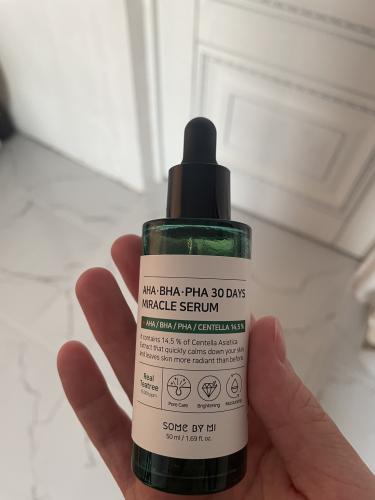 AHA·BHA·PHA 30 DAYS
MIRACLE SERUM
AHA / BHA / PHA / CENTELLA 14.5 %
It contains 14.5 % of Centella Asiatica
Extract that quickly calms down your skin
and leaves skin more radiant than before.
Real
Teatree
Pore Care
Brightening
Moisturizing
SOME BY MI
50 ml / 1.69 fl. oz.